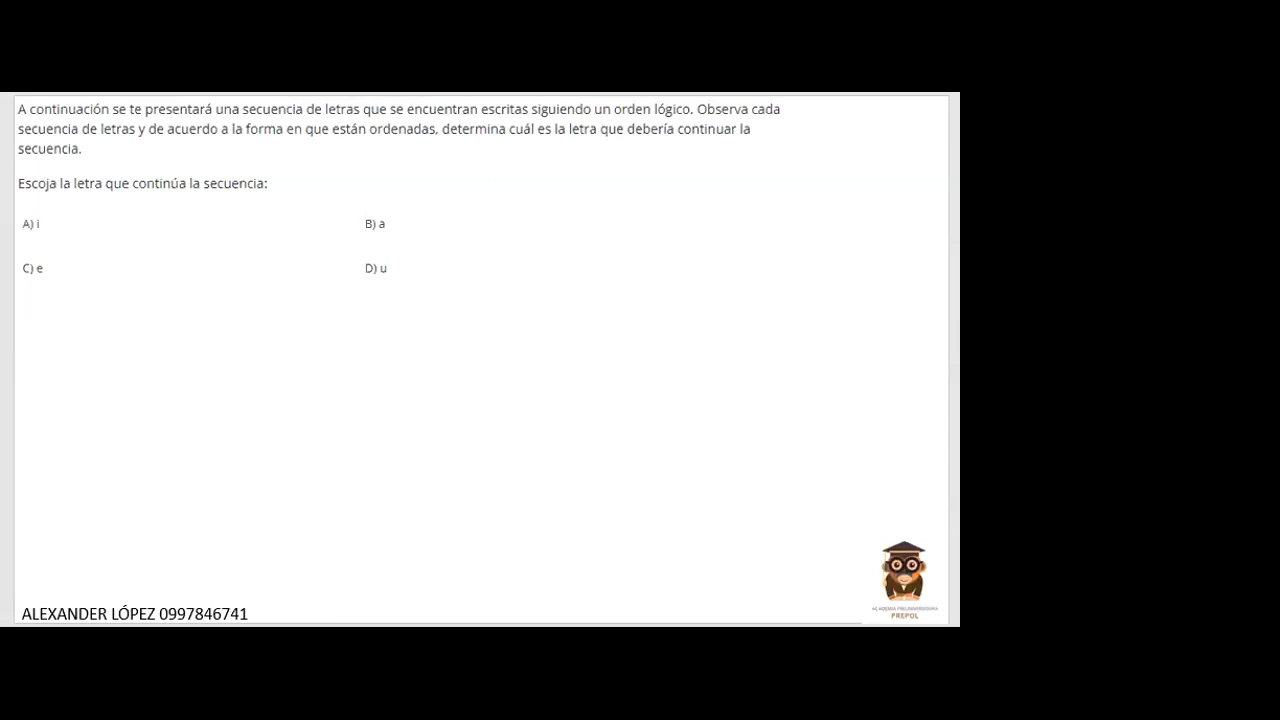 A continuación se te presentará una secuencia de letras que se encuentran escritas siguiendo un orden lógico. Observa cada
secuencia de letras y de acuerdo a la forma en que están ordenadas, determina cuál es la letra que debería continuar la
secuencia.
Escoja la letra que continúa la secuencia:
A) i
B) a
C) e
D) u
ACADEMIA PREUNIVERSITARIA
PREPOL
ALEXANDER LÓPEZ 0997846741